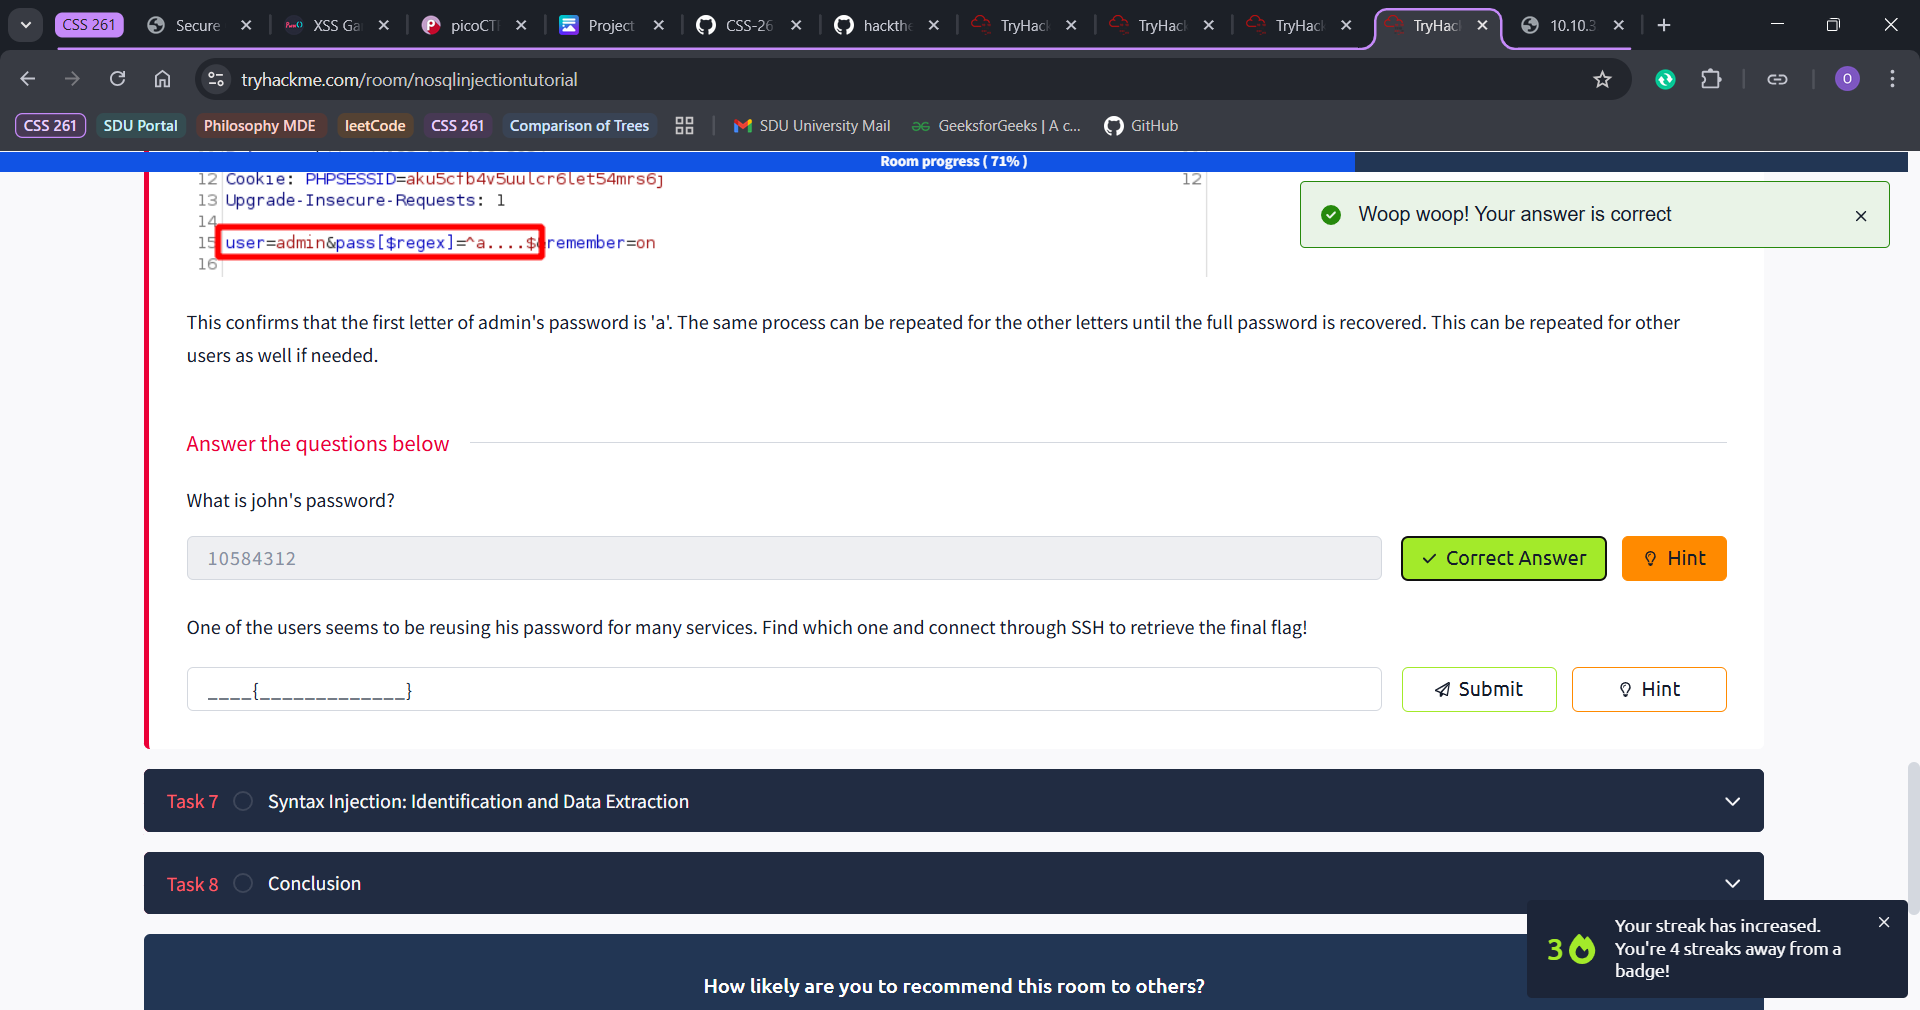 CSS 261
Secure
XSS Ga
picoCT
Project
CSS-26
hackthe
TryHack
TryHack
TryHack
TryHack
10.10.3
tryhackme.com/room/nosqlinjectiontutorial
O
CSS 261
SDU Portal
Philosophy MDE
leetCode
CSS 261
Comparison of Trees
SDU University Mail
GeeksforGeeks | A c...
GitHub
Room progress ( 71% )
12 Cookie: PHPSESSID=aku5cfb4v5uulcr6let54mrs6j
12
13 Upgrade-Insecure-Requests: 1
14
15 user=admin&pass[$regex]=^a....$&remember=on
16
Woop woop! Your answer is correct
This confirms that the first letter of admin's password is 'a'. The same process can be repeated for the other letters until the full password is recovered. This can be repeated for other
users as well if needed.
Answer the questions below
What is john's password?
10584312
Correct Answer
Hint
One of the users seems to be reusing his password for many services. Find which one and connect through SSH to retrieve the final flag!
____{_____________}
Submit
Hint
Task 7
Syntax Injection: Identification and Data Extraction
Task 8
Conclusion
How likely are you to recommend this room to others?
3
Your streak has increased.
You're 4 streaks away from a
badge!